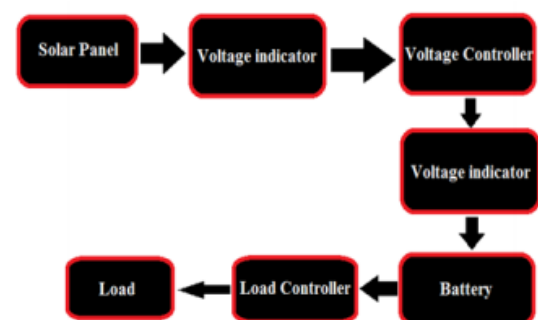 Solar Panel
Voltage indicator
Voltage Controller
Voltage indicator
Battery
Load Controller
Load